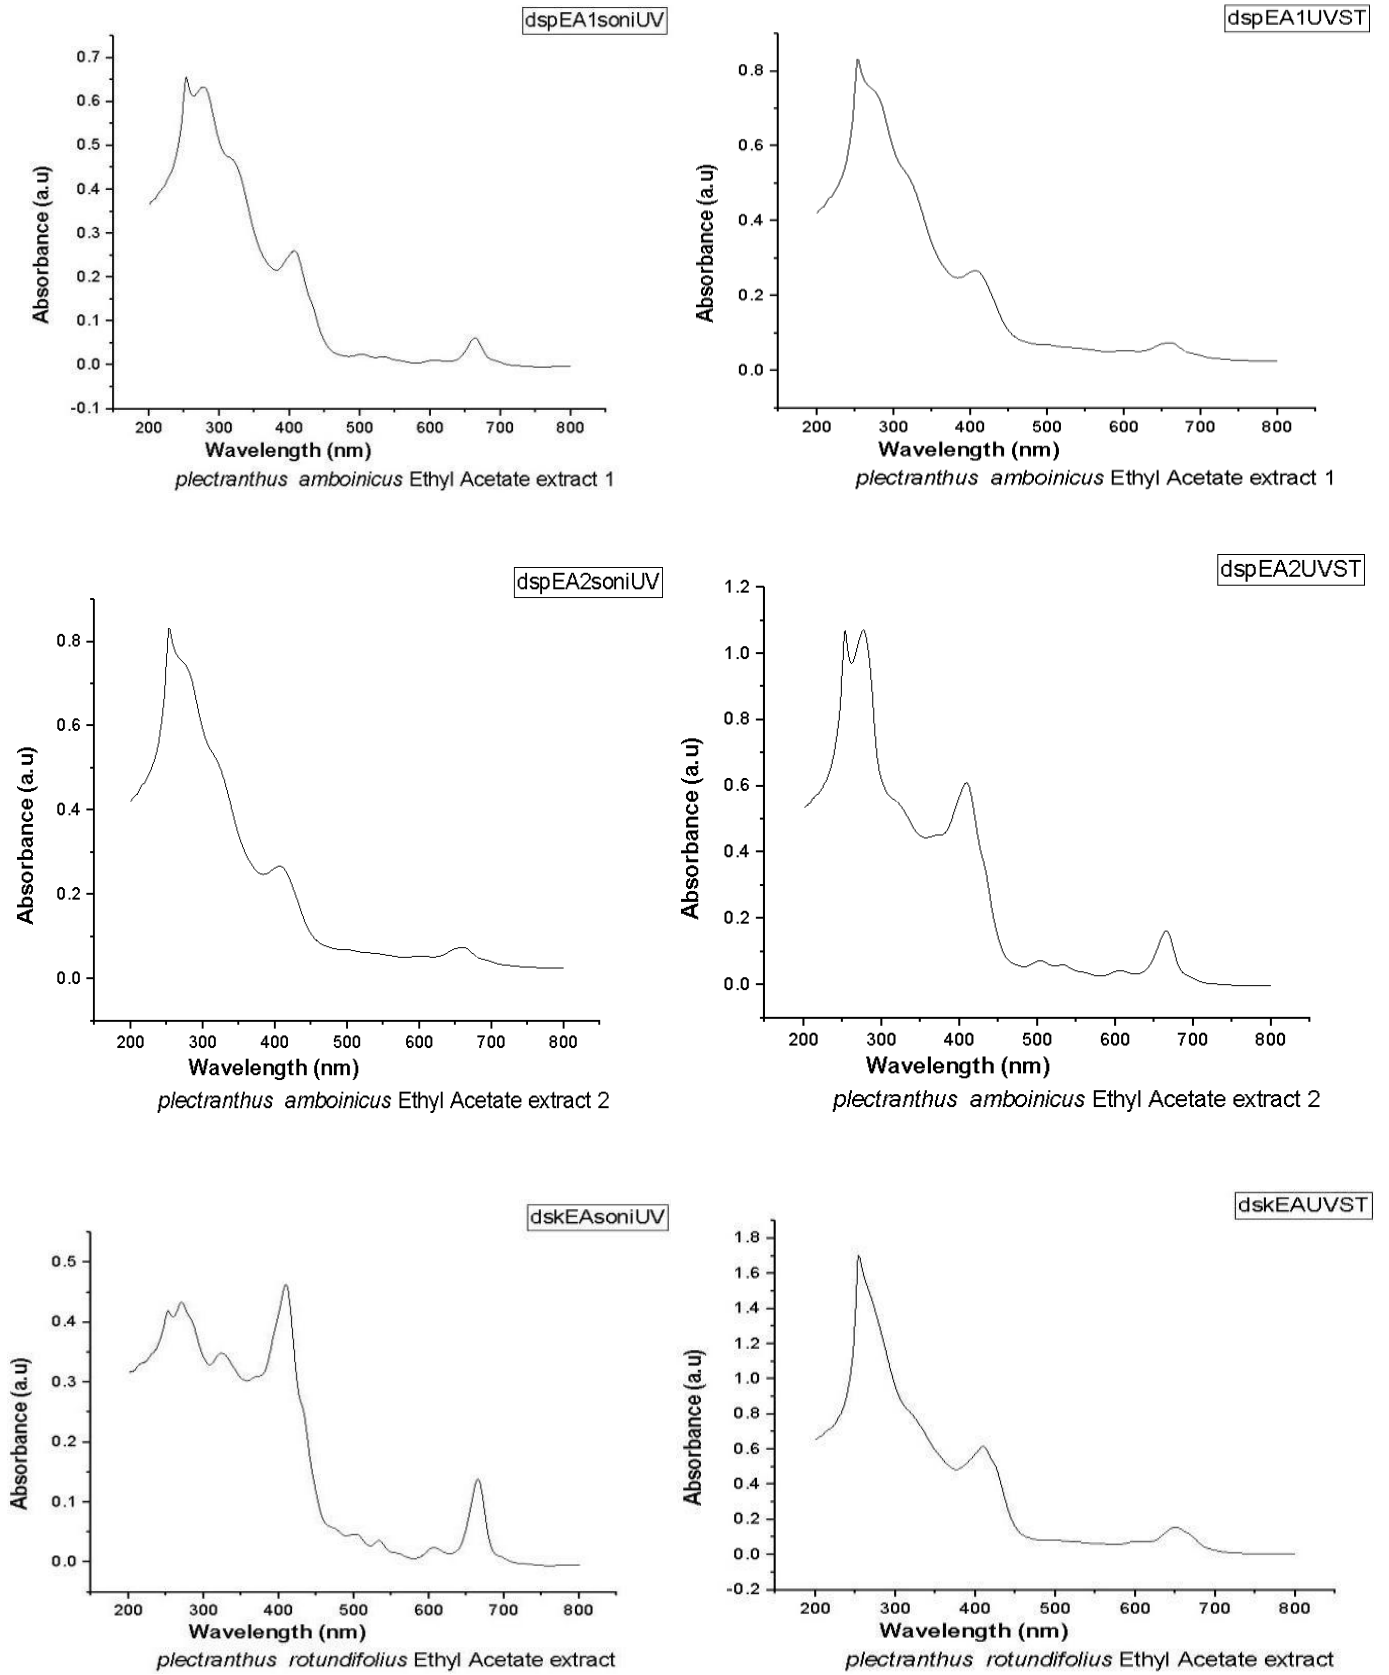 dspEA1soniUV
0.7
0.6
0.5
0.4
0.3
0.2
0.1
0.0
-0.1
Absorbance (a.u)
200 300 400 500 600 700 800
Wavelength (nm)
plectranthus amboinicus Ethyl Acetate extract 1
dspEA1UVST
0.8
0.6
0.4
0.2
0.0
Absorbance (a.u)
200 300 400 500 600 700 800
Wavelength (nm)
plectranthus amboinicus Ethyl Acetate extract 1
dspEA2soniUV
0.8
0.6
0.4
0.2
0.0
Absorbance (a.u)
200 300 400 500 600 700 800
Wavelength (nm)
plectranthus amboinicus Ethyl Acetate extract 2
dspEA2UVST
1.2
1.0
0.8
0.6
0.4
0.2
0.0
Absorbance (a.u)
200 300 400 500 600 700 800
Wavelength (nm)
plectranthus amboinicus Ethyl Acetate extract 2
dskEAsoniUV
0.5
0.4
0.3
0.2
0.1
0.0
Absorbance (a.u)
200 300 400 500 600 700 800
Wavelength (nm)
plectranthus rotundifolius Ethyl Acetate extract
dskEAUVST
1.8
1.6
1.4
1.2
1.0
0.8
0.6
0.4
0.2
0.0
-0.2
Absorbance (a.u)
200 300 400 500 600 700 800
Wavelength (nm)
plectranthus rotundifolius Ethyl Acetate extract